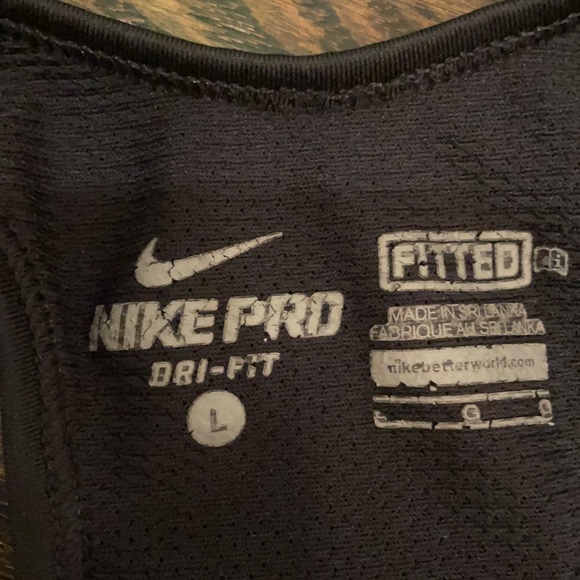 NIKE PRO
DRI-FIT
L
FITTED
MADE IN SRI LANKA
FABRIQUE AU SRI LANKA
nikebetterworld.com
G